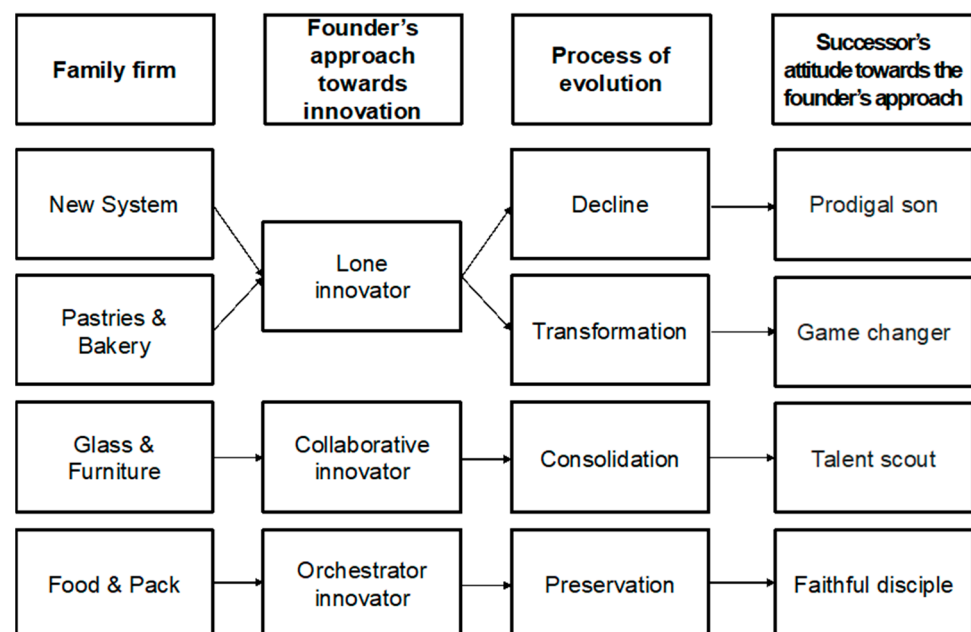 Family firm
Founder's
approach
towards
innovation
Process of
evolution
Successor's
attitude towards the
founder's approach
New System
Lone
innovator
Decline
Prodigal son
Pastries &
Bakery
Transformation
Game changer
Glass &
Furniture
Collaborative
innovator
Consolidation
Talent scout
Food & Pack
Orchestrator
innovator
Preservation
Faithful disciple